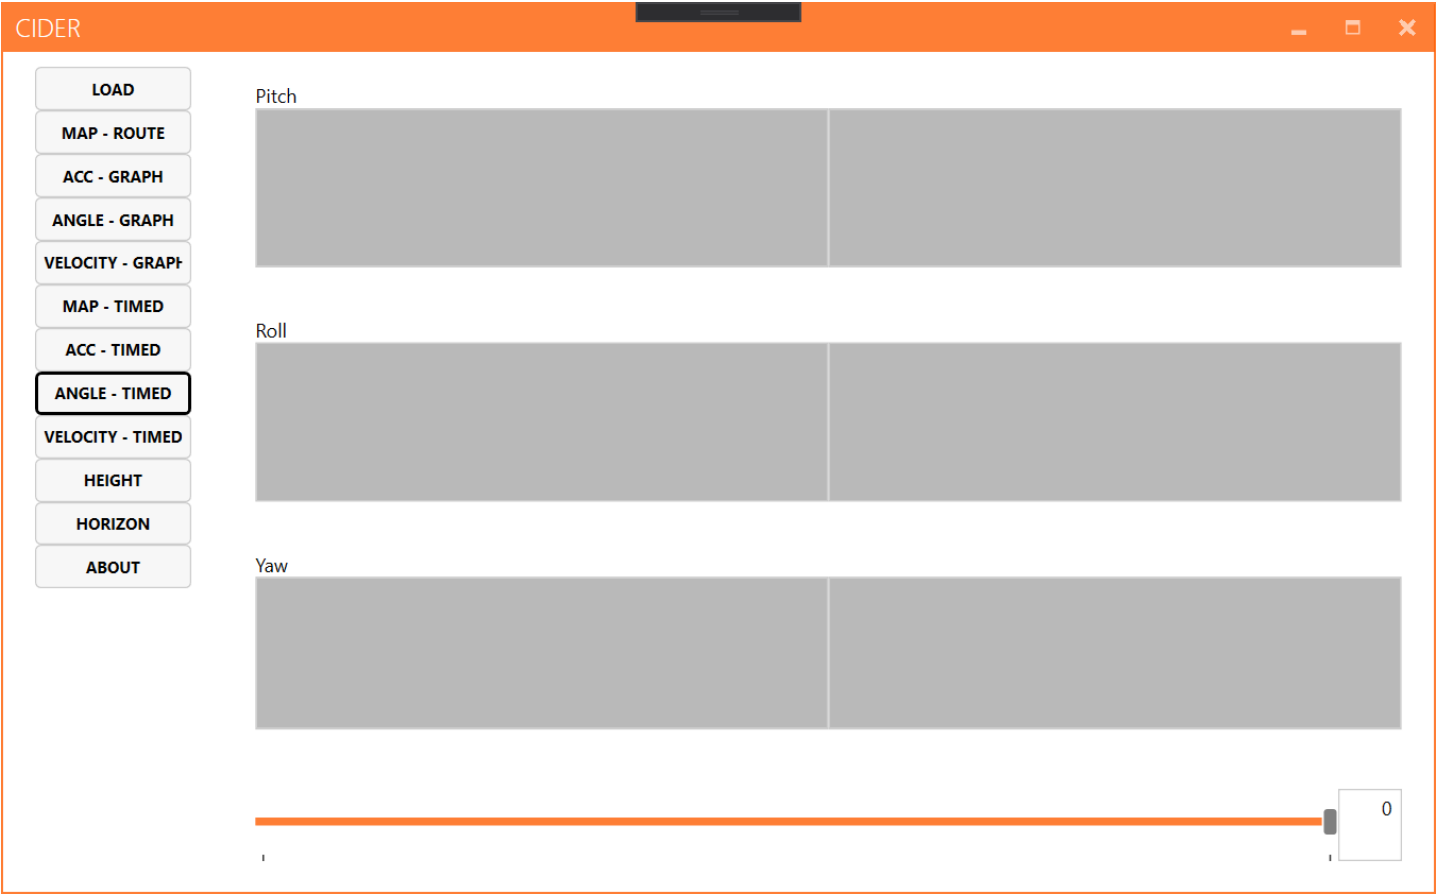 CIDER
LOAD
MAP - ROUTE
ACC - GRAPH
ANGLE - GRAPH
VELOCITY - GRAPH
MAP - TIMED
ACC - TIMED
ANGLE - TIMED
VELOCITY - TIMED
HEIGHT
HORIZON
ABOUT
Pitch
Roll
Yaw
0